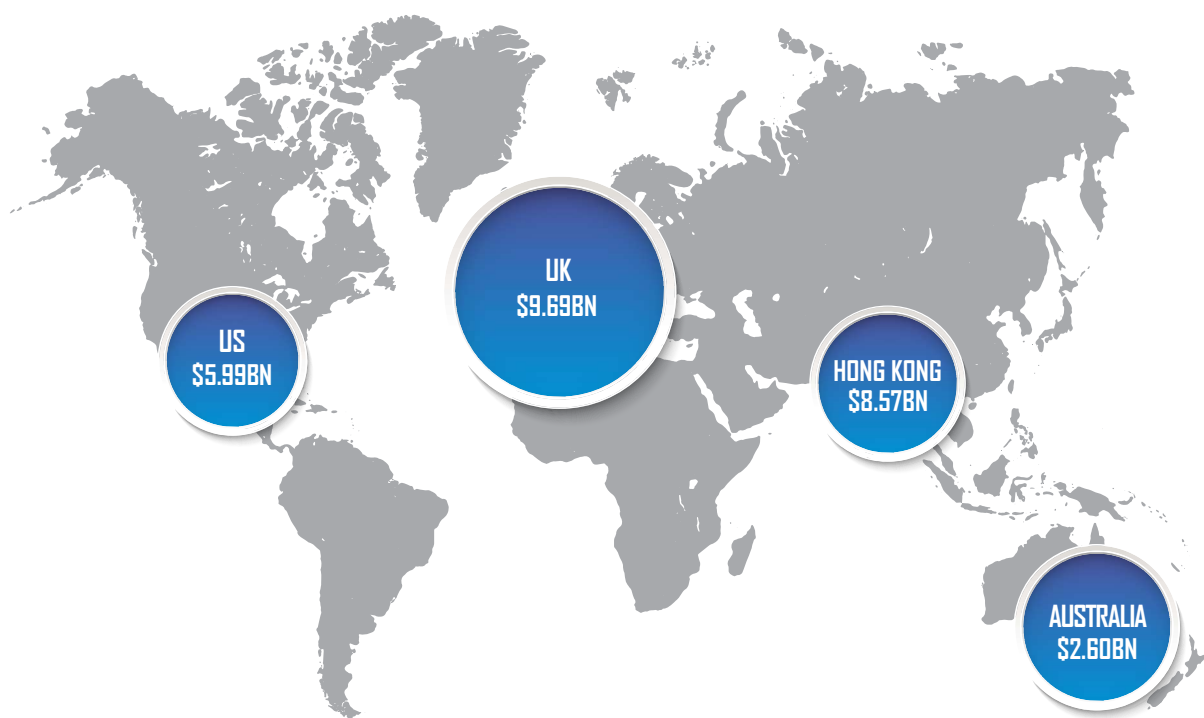 UK
$9.69BN
US
$5.99BN
HONG KONG
$8.57BN
AUSTRALIA
$2.60BN